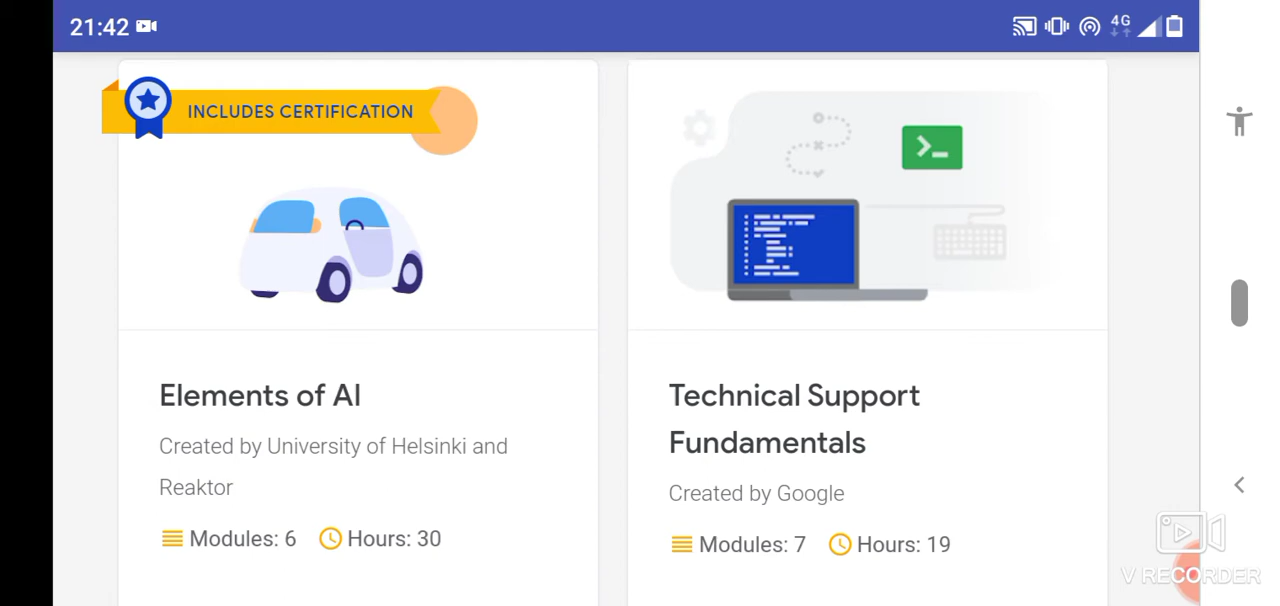 21:42
4G
INCLUDES CERTIFICATION
>_
Elements of AI
Created by University of Helsinki and
Reaktor
Modules: 6 Hours: 30
Technical Support
Fundamentals
Created by Google
Modules: 7 Hours: 19
V RECORDER